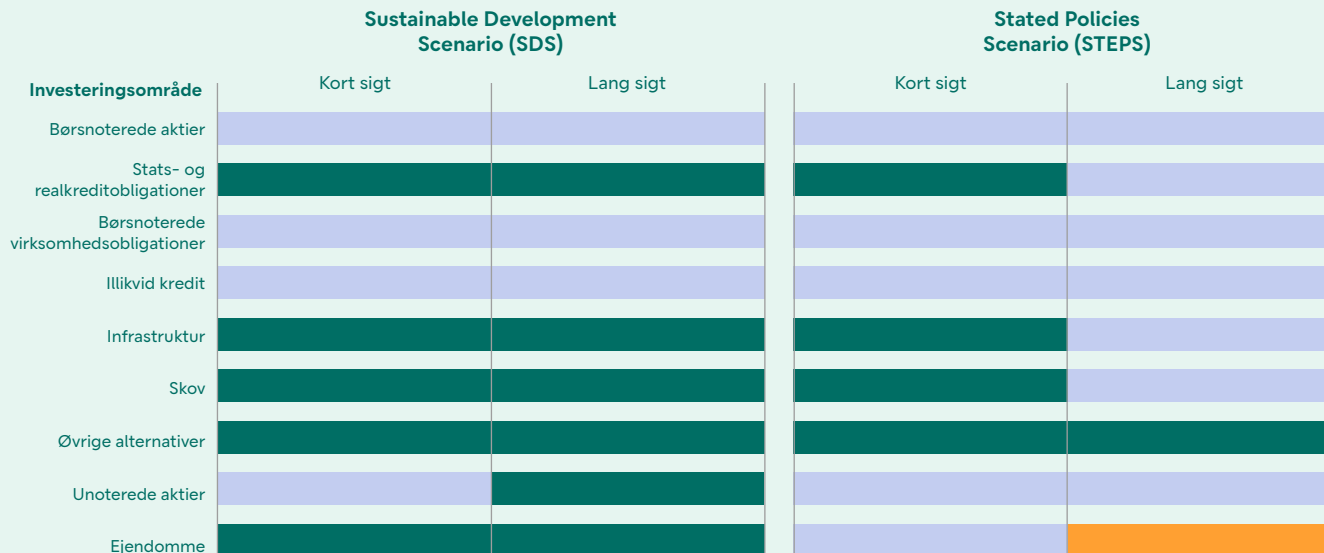 Sustainable Development
Scenario (SDS)
Stated Policies
Scenario (STEPS)
Investeringsområde
Kort sigt
Lang sigt
Kort sigt
Lang sigt
Børsnoterede aktier
Stats- og
realkreditobligationer
Børsnoterede
virksomhedsobligationer
Illikvid kredit
Infrastruktur
Skov
Øvrige alternativer
Unoterede aktier
Ejendomme